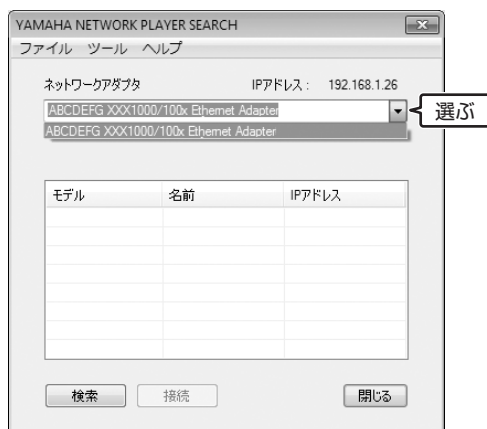 YAMAHA NETWORK PLAYER SEARCH
ファイル ツール ヘルプ
ネットワークアダプタ IPアドレス： 192.168.1.26
ABCDEFG XXX1000/100x Ethernet Adapter
選ぶ
ABCDEFG XXX1000/100x Ethernet Adapter
モデル 名前 IPアドレス
検索 接続 閉じる